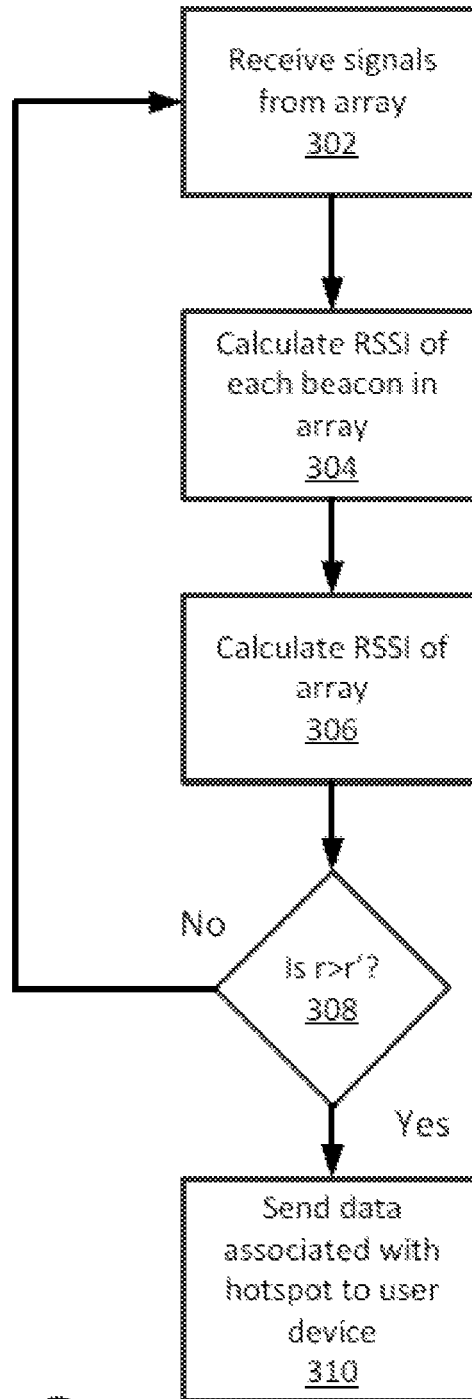 Receive signals
from array
302
Calculate RSSI of
each beacon in
array
304
Calculate RSSI of
array
306
No
Is r>r'?
308
Yes
Send data
associated with
hotspot to user
device
310